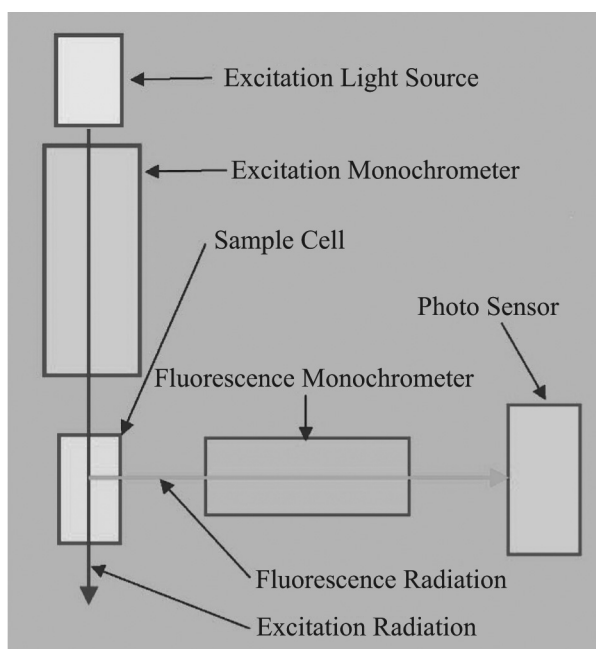 Excitation Light Source
Excitation Monochrometer
Sample Cell
Photo Sensor
Fluorescence Monochrometer
Fluorescence Radiation
Excitation Radiation